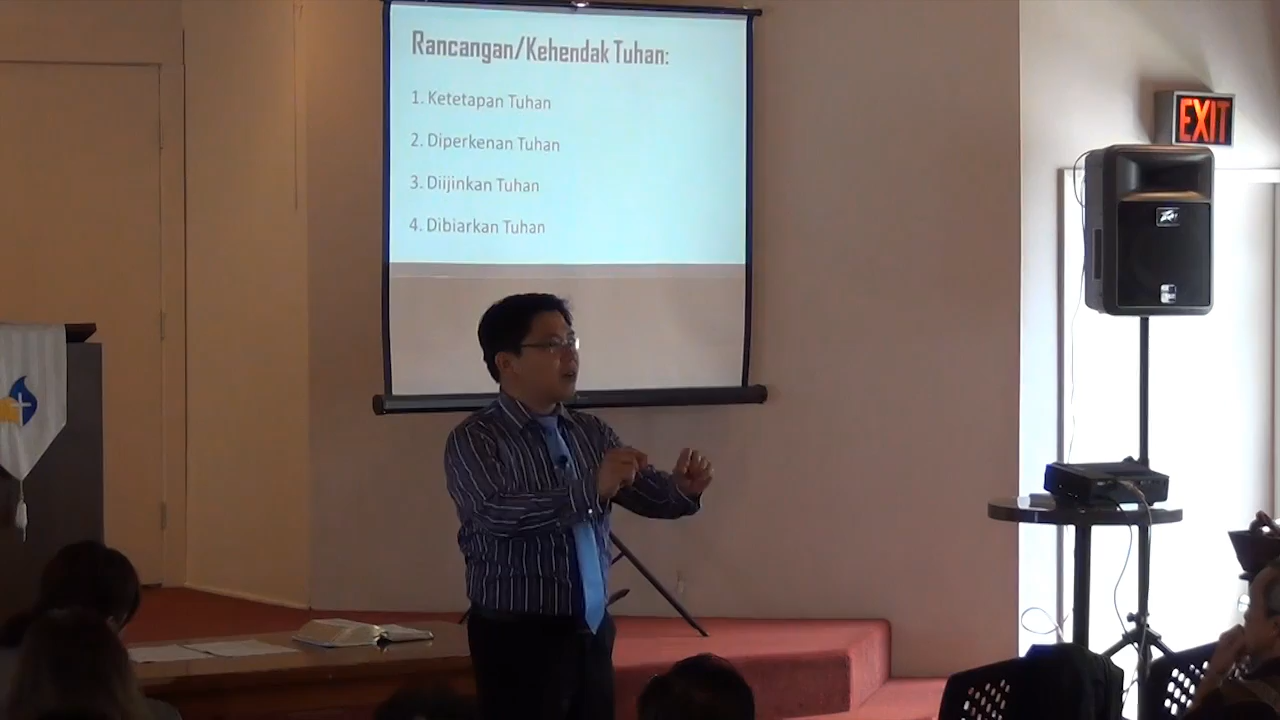 Rancangan/Kehendak Tuhan:
1. Ketetapan Tuhan
2. Diperkenan Tuhan
3. Diijinkan Tuhan
4. Dibiarkan Tuhan
EXIT